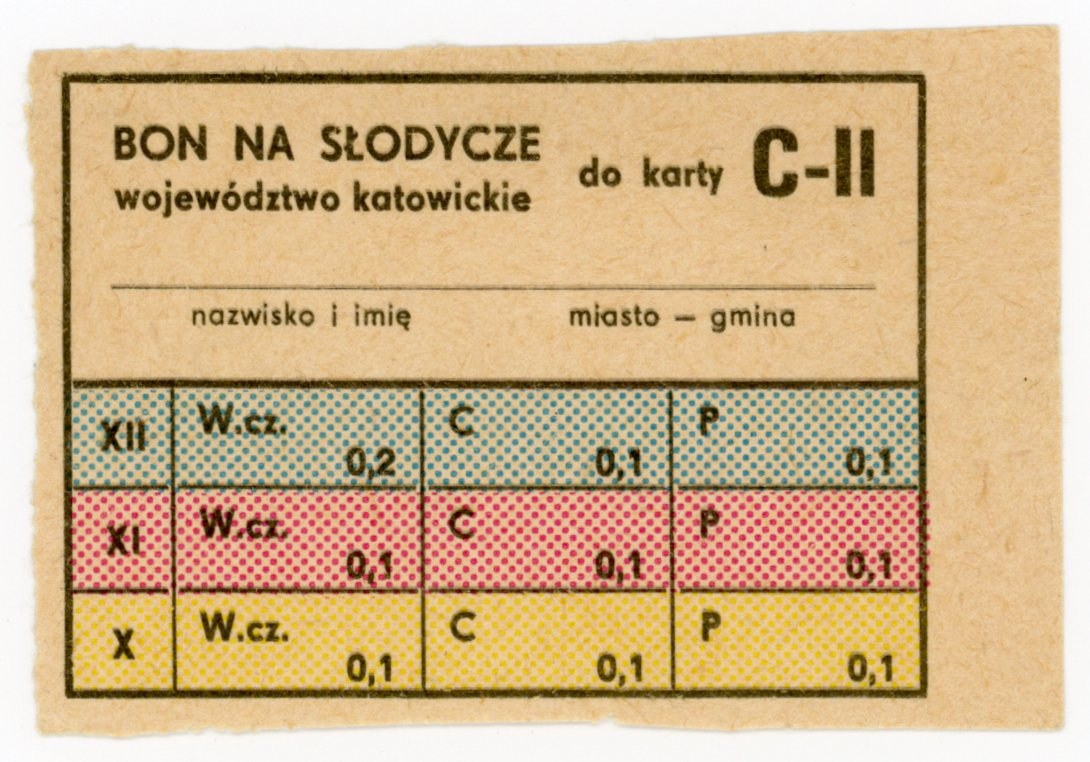 BON NA SŁODYCZE do karty C-II
województwo katowickie
nazwisko i imię miasto – gmina
XII W.cz. 0,2 C 0,1 P 0,1
XI W.cz. 0,1 C 0,1 P 0,1
X W.cz. 0,1 C 0,1 P 0,1